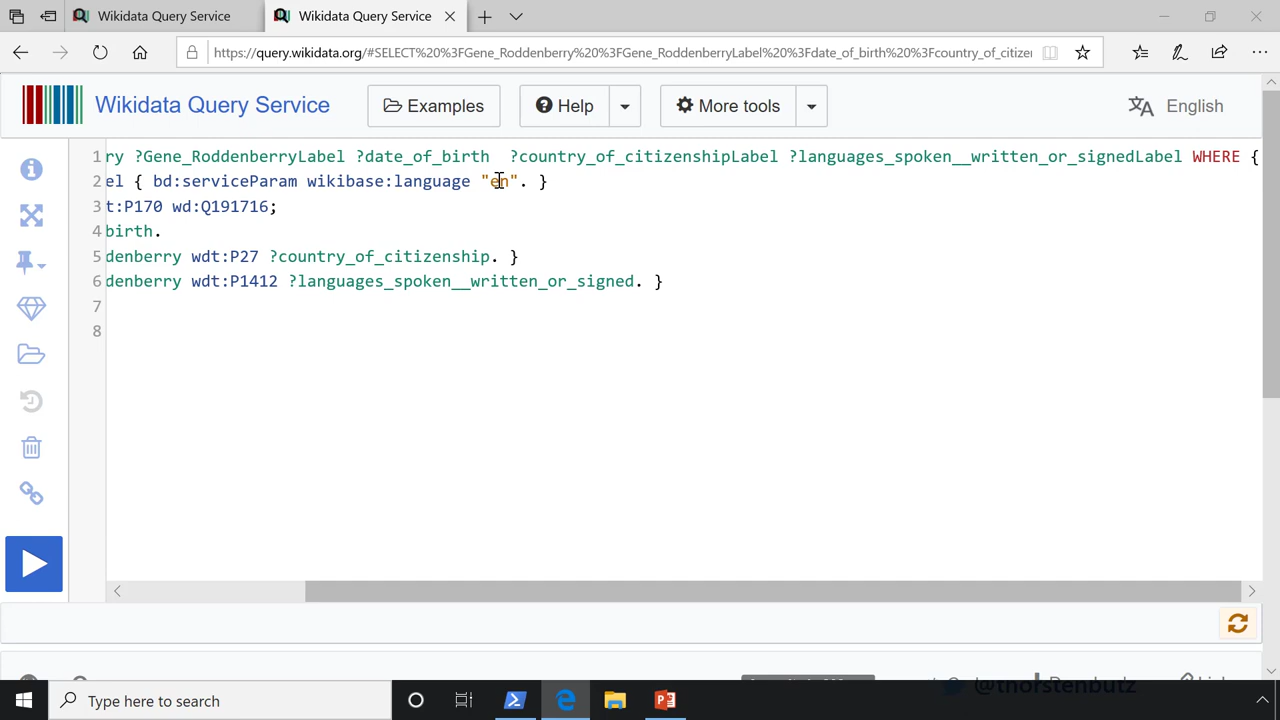 Wikidata Query Service
Wikidata Query Service
https://query.wikidata.org/#SELECT%20%3FGene_Roddenberry%20%3FGene_RoddenberryLabel%20%3Fdate_of_birth%20%3Fcountry_of_citize
Wikidata Query Service
Examples
Help
More tools
English
1 ry ?Gene_RoddenberryLabel ?date_of_birth  ?country_of_citizenshipLabel ?languages_spoken__written_or_signedLabel WHERE {
2 el { bd:serviceParam wikibase:language "en". }
3 t:P170 wd:Q191716;
4 birth.
5 denberry wdt:P27 ?country_of_citizenship. }
6 denberry wdt:P1412 ?languages_spoken__written_or_signed. }
7
8
@thorstenbutz
Type here to search